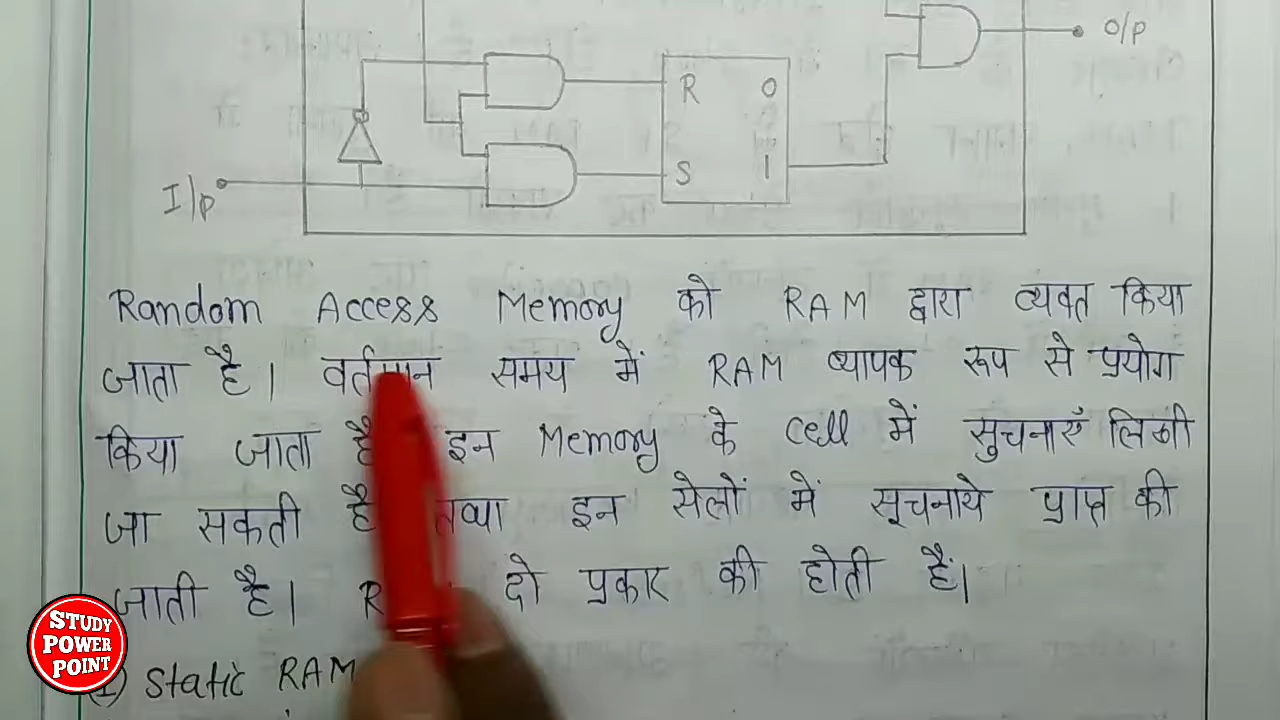 O/P
R 0
S 1
I/P
Random Access Memory को RAM द्वारा व्यक्त किया
जाता है। वर्तमान समय में RAM व्यापक रूप से प्रयोग
किया जाता है इन Memory के Cell में सुचनाएँ लिखी
जा सकती है तथा इन सेलों में सूचनाये प्राप्त की
जाती है। दो प्रकार की होती हैं।
STUDY
POWER
POINT
(1) Static RAM